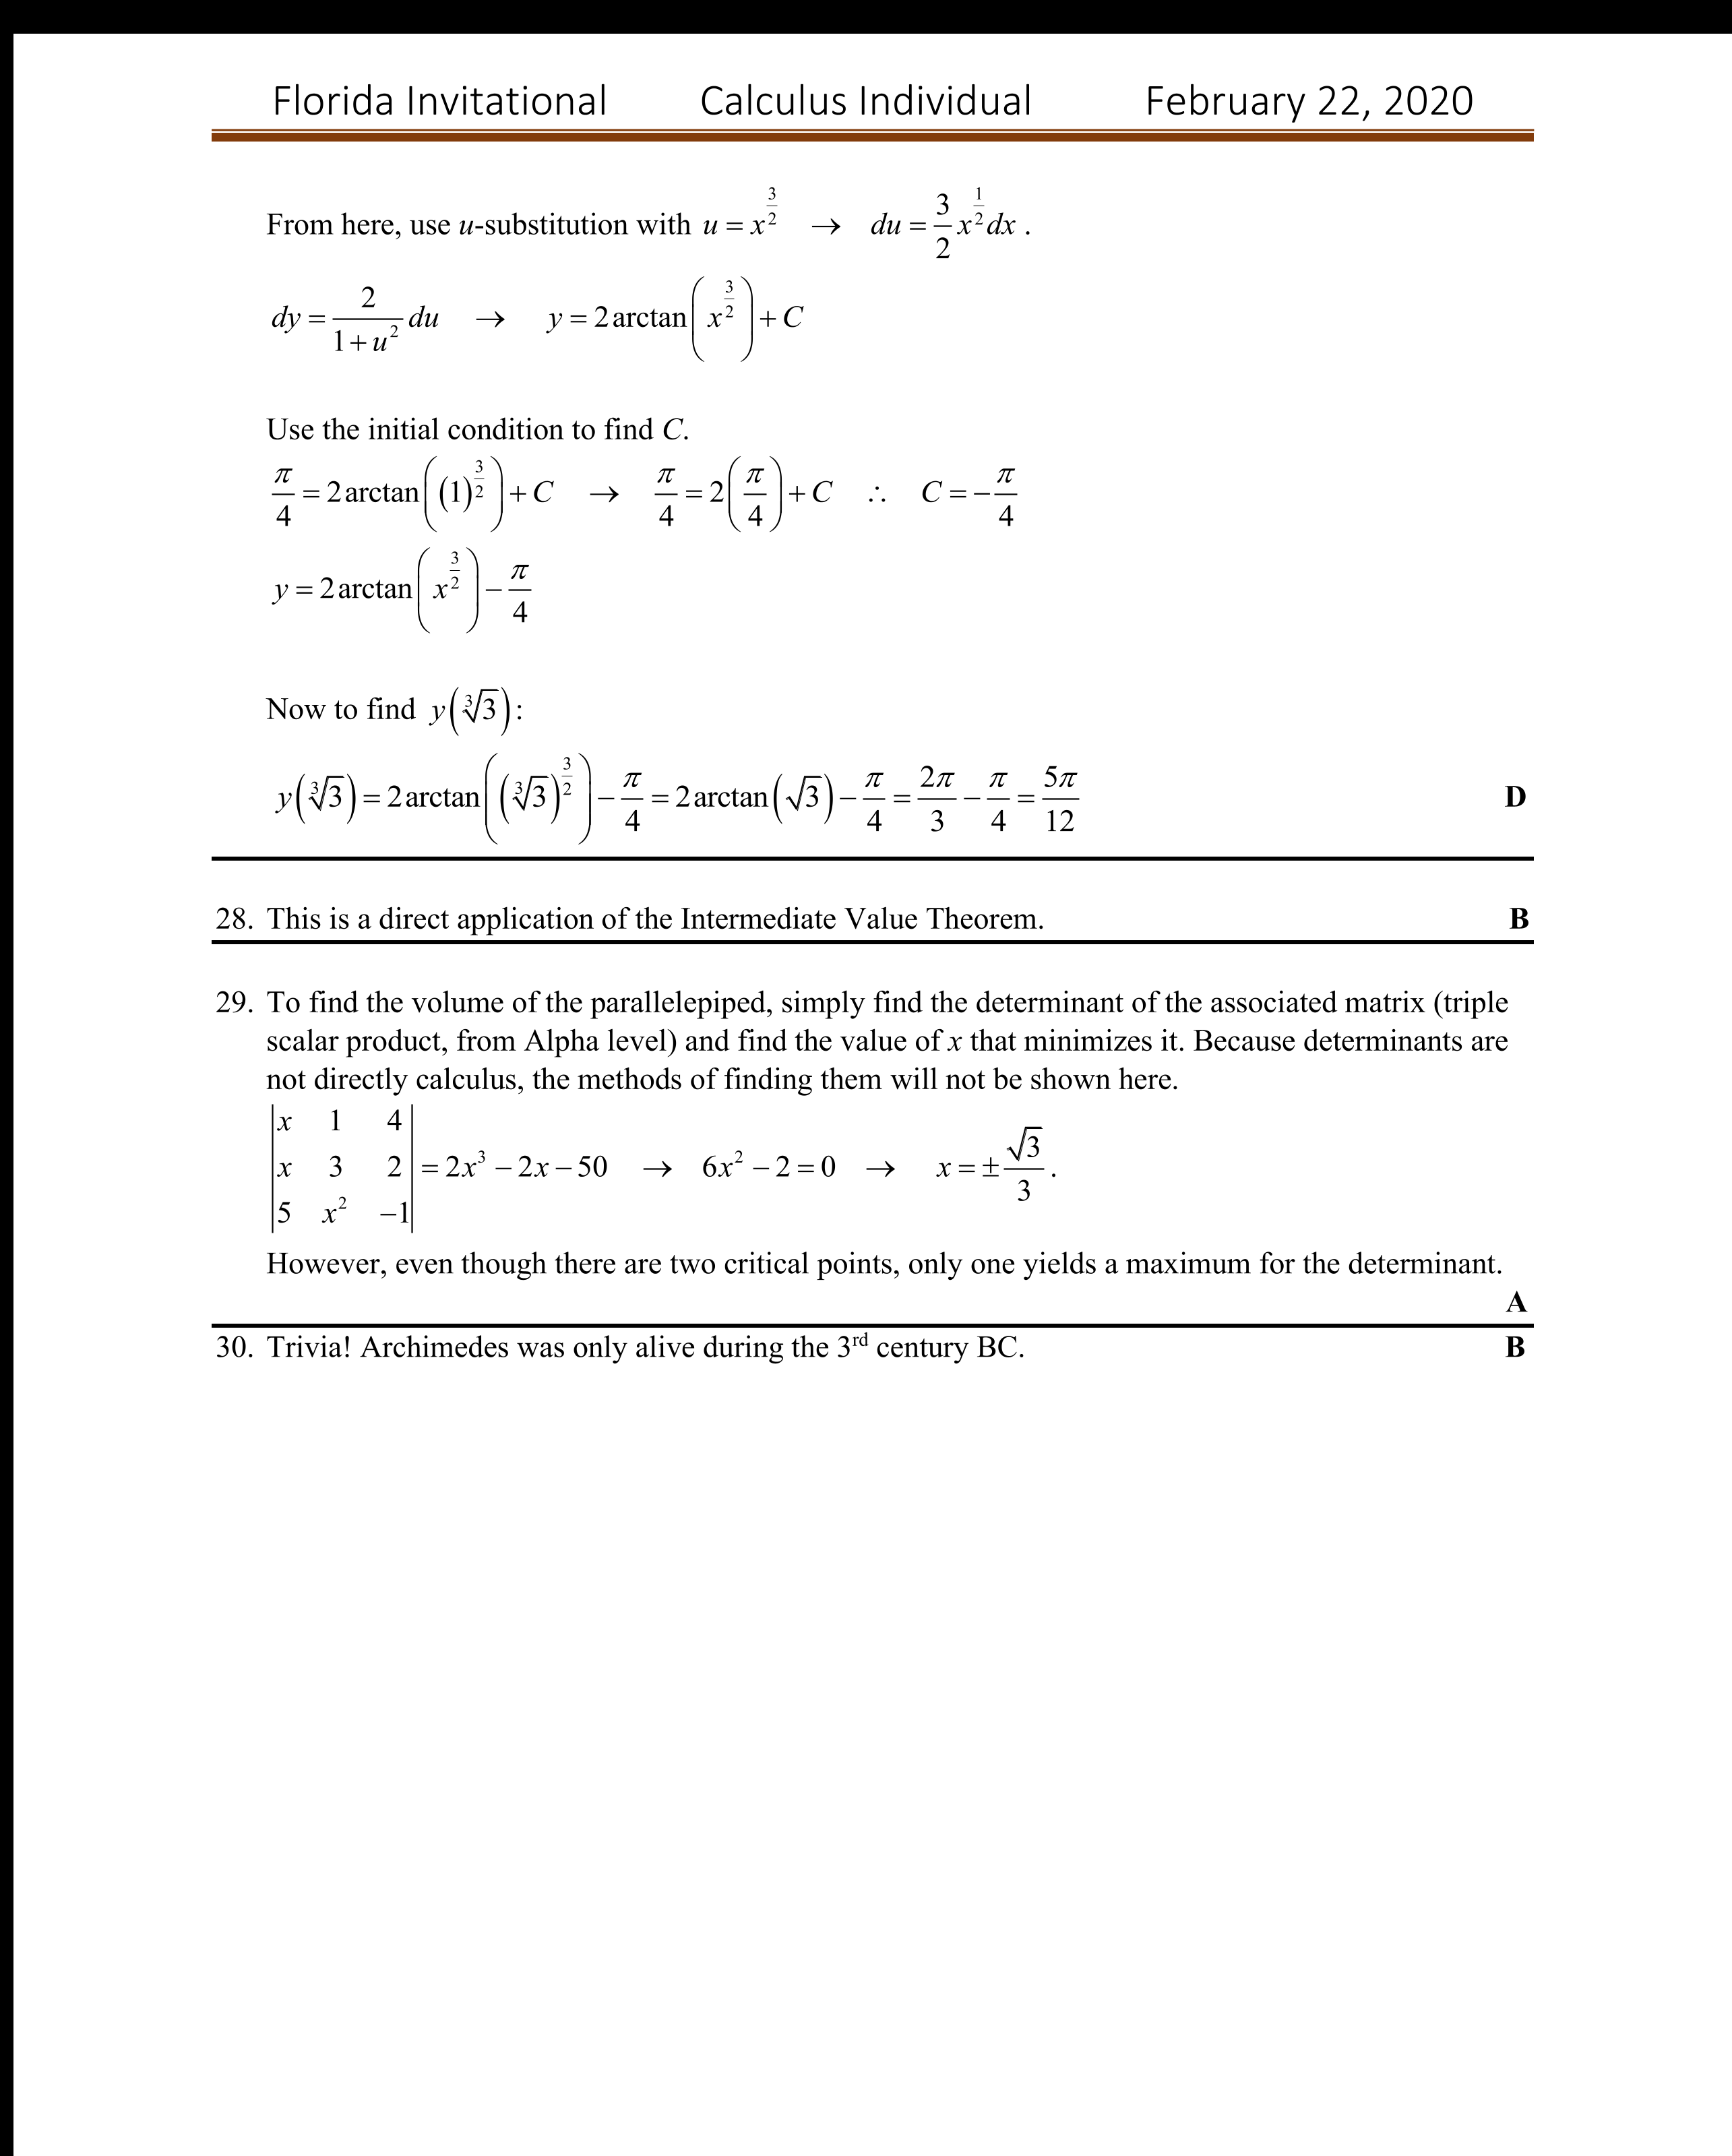 Florida Invitational Calculus Individual February 22, 2020
From here, use u-substitution with $u = x^{\frac{3}{2}} \rightarrow du = \frac{3}{2}x^{\frac{1}{2}}dx$ .
$dy = \frac{2}{1+u^2}du \rightarrow y = 2\arctan\left(x^{\frac{3}{2}}\right) + C$
Use the initial condition to find C.
$\frac{\pi}{4} = 2\arctan\left((1)^{\frac{3}{2}}\right) + C \rightarrow \frac{\pi}{4} = 2\left(\frac{\pi}{4}\right) + C \therefore C = -\frac{\pi}{4}$
$y = 2\arctan\left(x^{\frac{3}{2}}\right) - \frac{\pi}{4}$
Now to find $y\left(\sqrt[3]{3}\right)$:
$y\left(\sqrt[3]{3}\right) = 2\arctan\left(\left(\sqrt[3]{3}\right)^{\frac{3}{2}}\right) - \frac{\pi}{4} = 2\arctan\left(\sqrt{3}\right) - \frac{\pi}{4} = \frac{2\pi}{3} - \frac{\pi}{4} = \frac{5\pi}{12}$ D
28. This is a direct application of the Intermediate Value Theorem. B
29. To find the volume of the parallelepiped, simply find the determinant of the associated matrix (triple
scalar product, from Alpha level) and find the value of x that minimizes it. Because determinants are
not directly calculus, the methods of finding them will not be shown here.
$\begin{vmatrix} x & 1 & 4 \\ x & 3 & 2 \\ 5 & x^2 & -1 \end{vmatrix} = 2x^3 - 2x - 50 \rightarrow 6x^2 - 2 = 0 \rightarrow x = \pm\frac{\sqrt{3}}{3}$ .
However, even though there are two critical points, only one yields a maximum for the determinant.
A
30. Trivia! Archimedes was only alive during the 3rd century BC. B